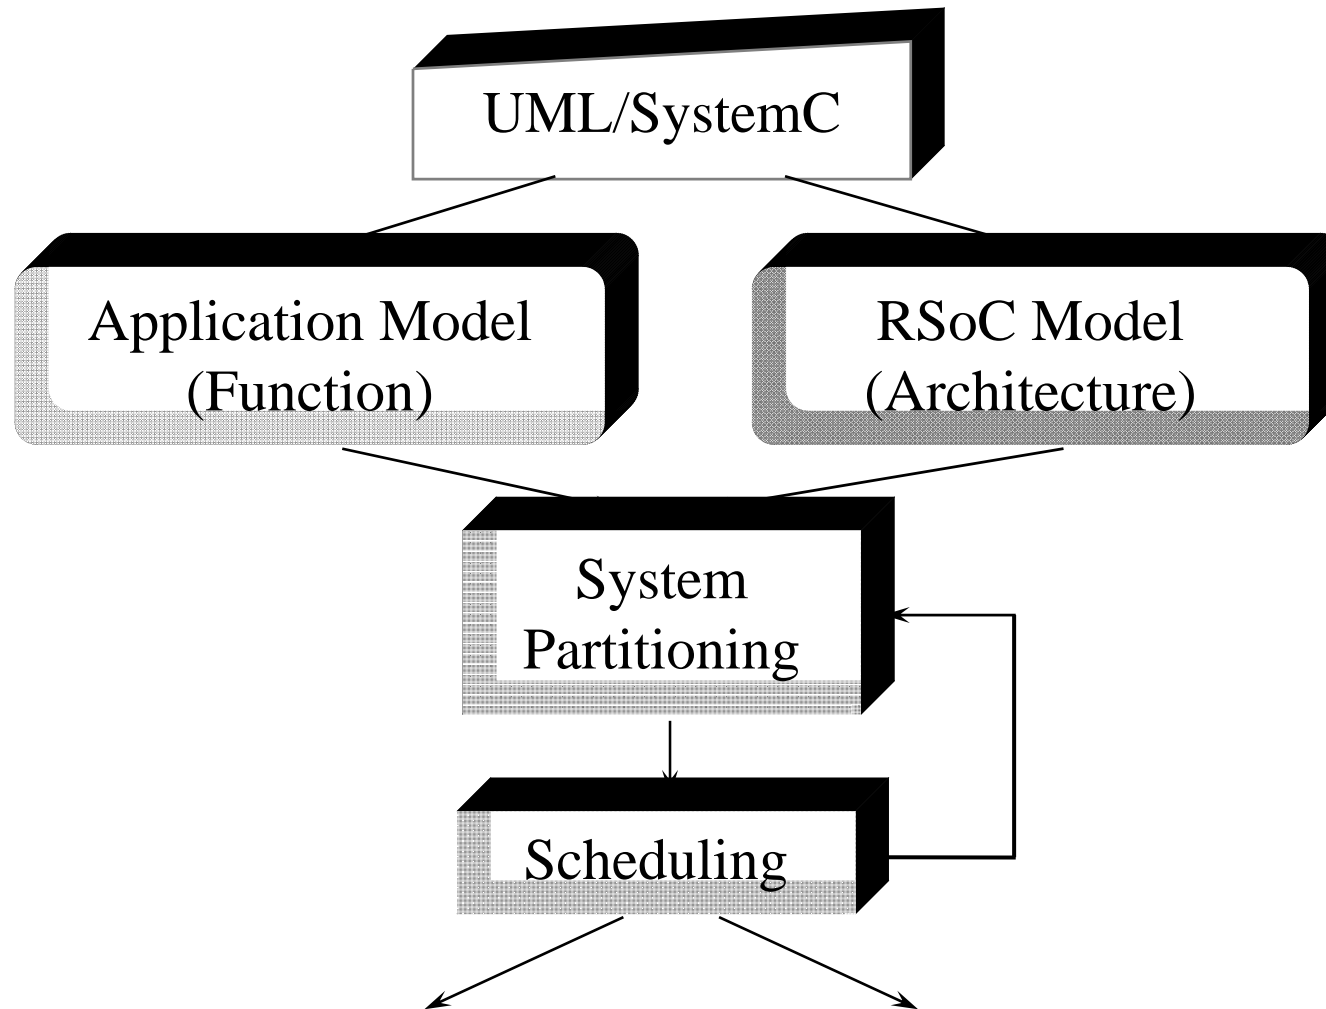 UML/SystemC
Application Model
(Function)
RSoC Model
(Architecture)
System
Partitioning
Scheduling